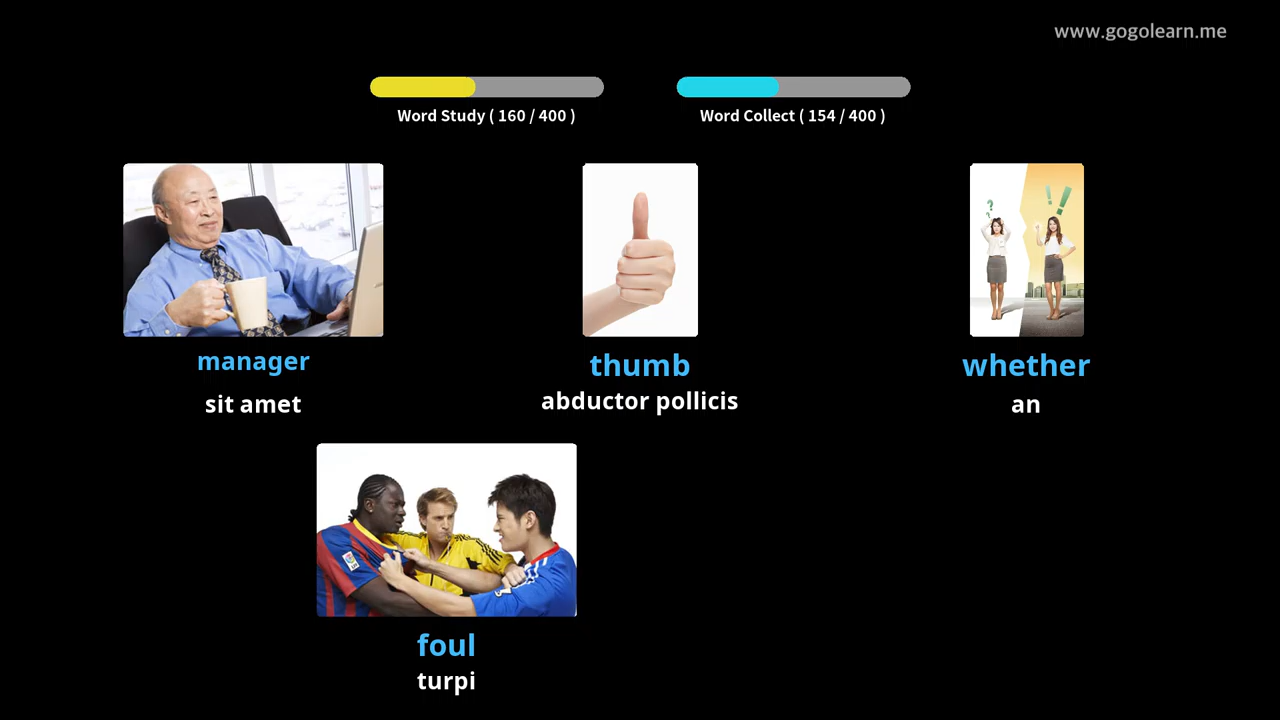 www.gogolearn.me
Word Study ( 160 / 400 )
Word Collect ( 154 / 400 )
manager
sit amet
thumb
abductor pollicis
whether
an
foul
turpi